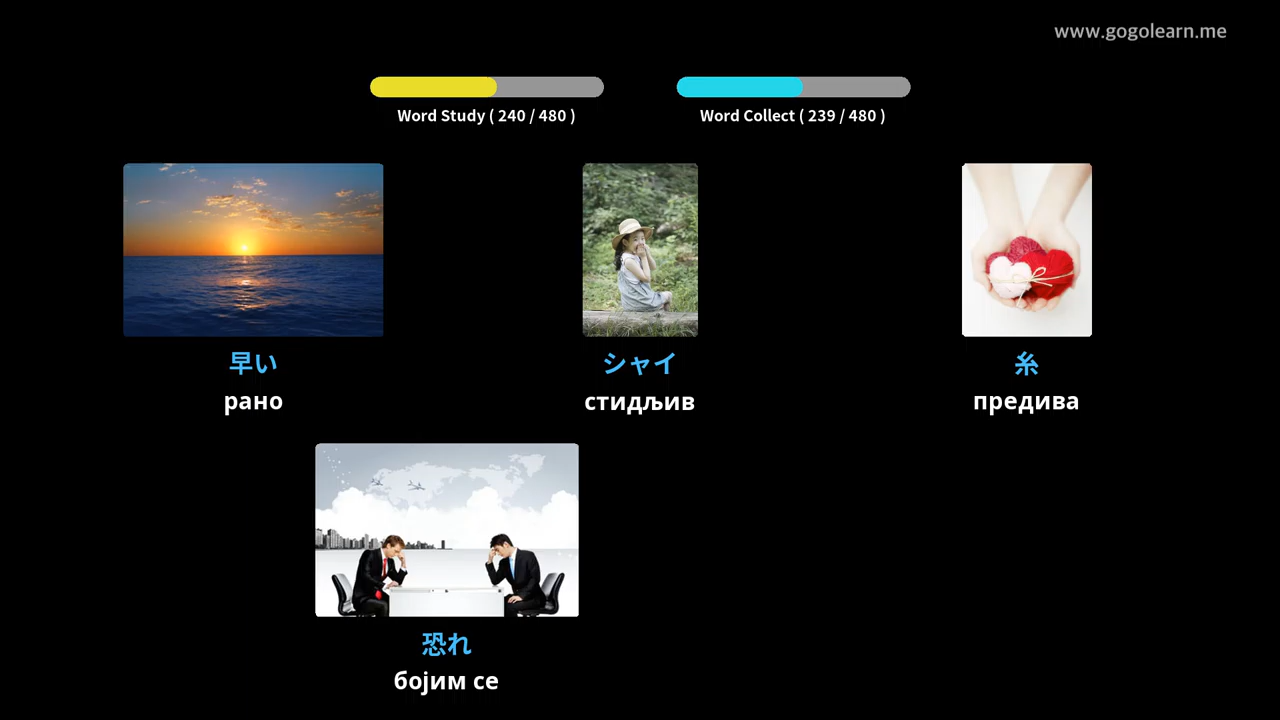 www.gogolearn.me
Word Study ( 240 / 480 )
Word Collect ( 239 / 480 )
早い
シャイ
糸
рано
стидљив
предива
恐れ
бојим се